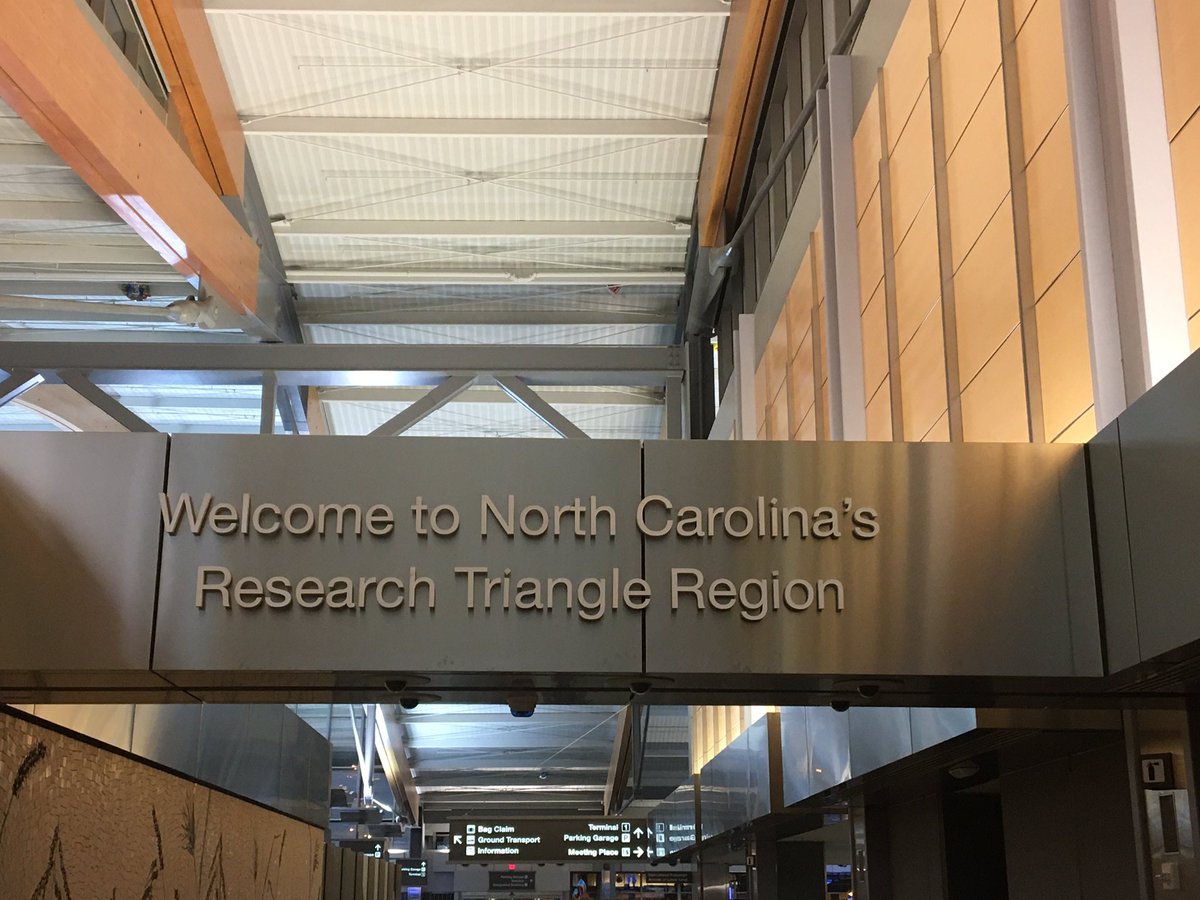 Welcome to North Carolina's
Research Triangle Region
Bag Claim
Ground Transport
Information
Terminal 1
Parking Garage P
Meeting Place